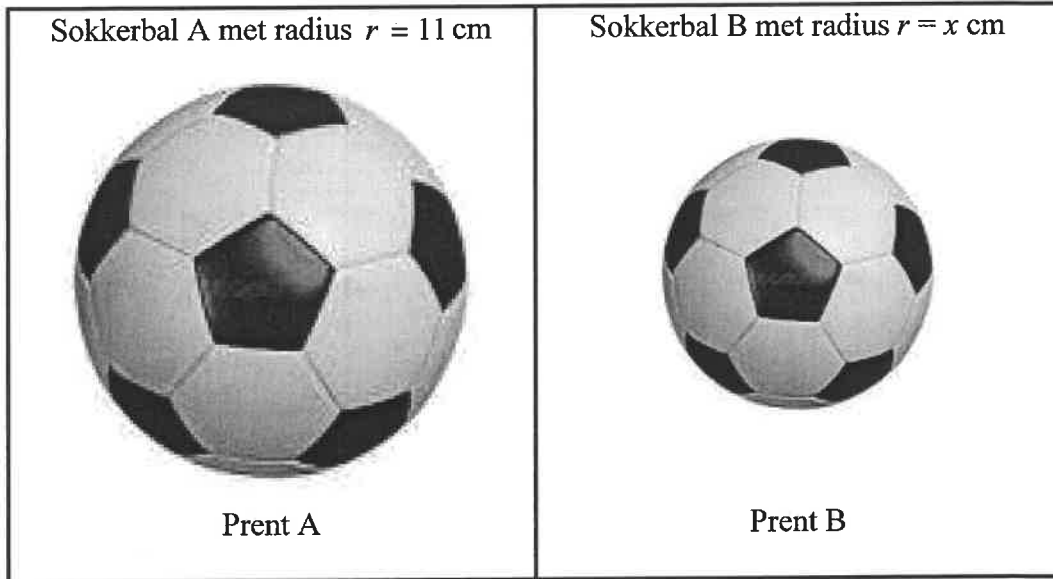 Sokkerbal A met radius r = 11 cm
Prent A
Sokkerbal B met radius r = x cm
Prent B